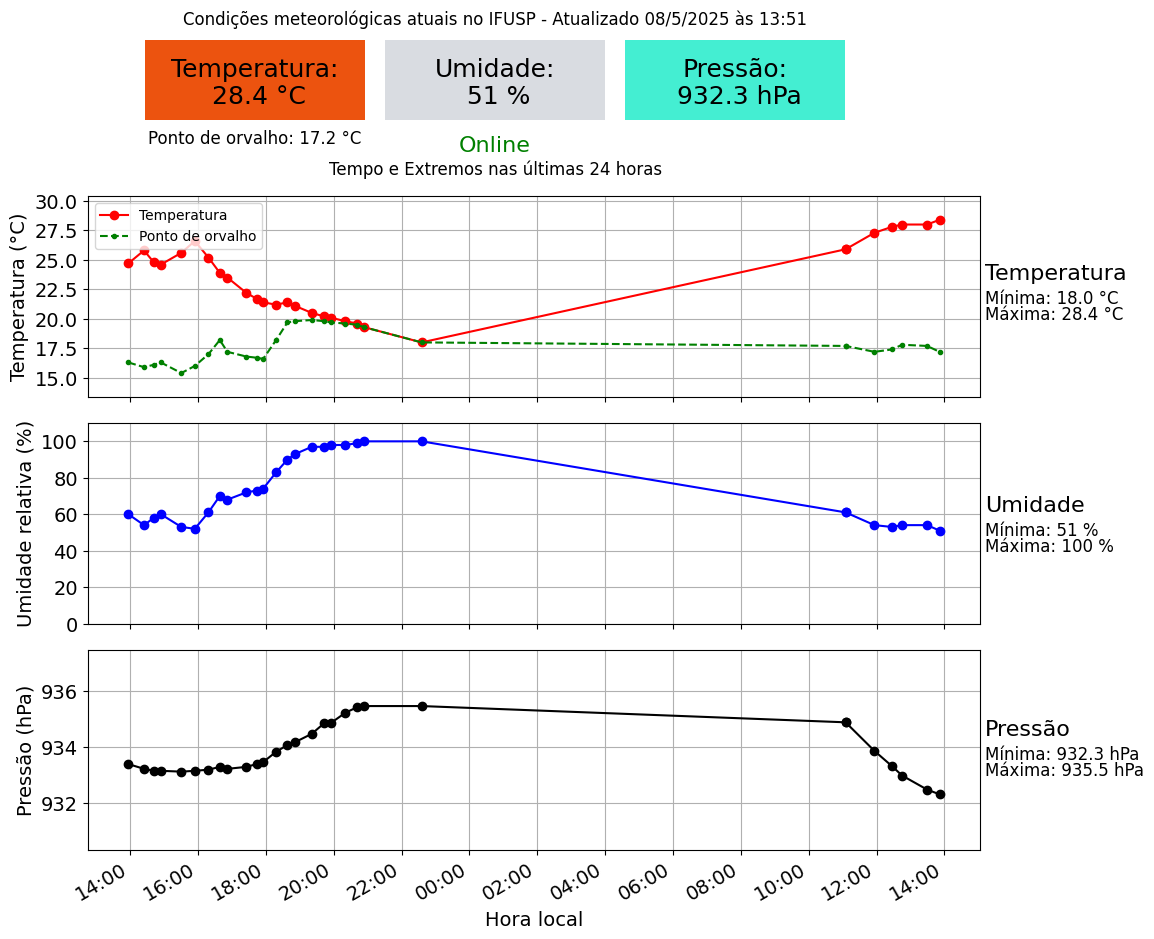 Condições meteorológicas atuais no IFUSP - Atualizado 08/5/2025 às 13:51
Temperatura:
28.4 °C
Umidade:
51 %
Pressão:
932.3 hPa
Ponto de orvalho: 17.2 °C
Online
Tempo e Extremos nas últimas 24 horas
Temperatura (°C)
30.0
27.5
25.0
22.5
20.0
17.5
15.0
Temperatura
Ponto de orvalho
Temperatura
Mínima: 18.0 °C
Máxima: 28.4 °C
Umidade relativa (%)
100
80
60
40
20
0
Umidade
Mínima: 51 %
Máxima: 100 %
Pressão (hPa)
936
934
932
Pressão
Mínima: 932.3 hPa
Máxima: 935.5 hPa
14:00 16:00 18:00 20:00 22:00 00:00 02:00 04:00 06:00 08:00 10:00 12:00 14:00
Hora local